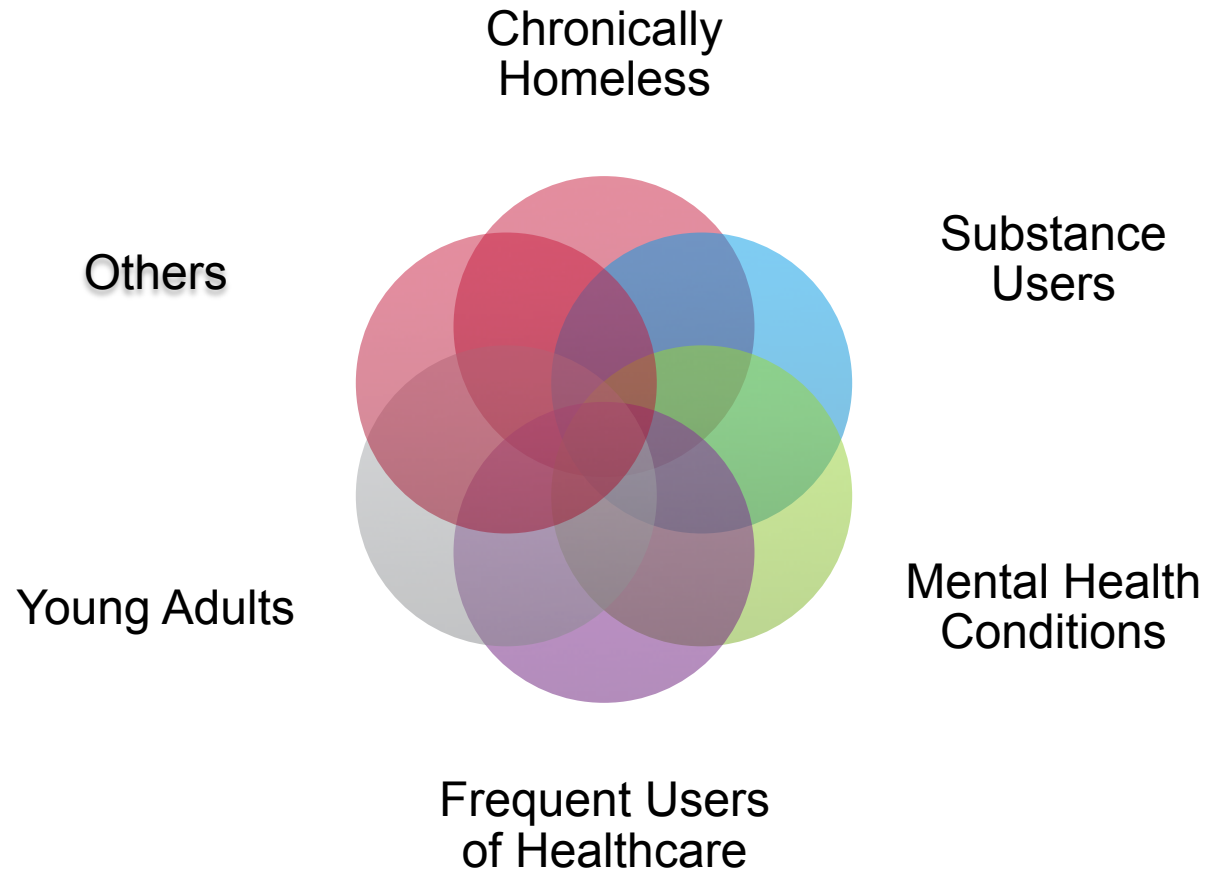 Chronically
Homeless
Substance
Users
Others
Mental Health
Conditions
Young Adults
Frequent Users
of Healthcare